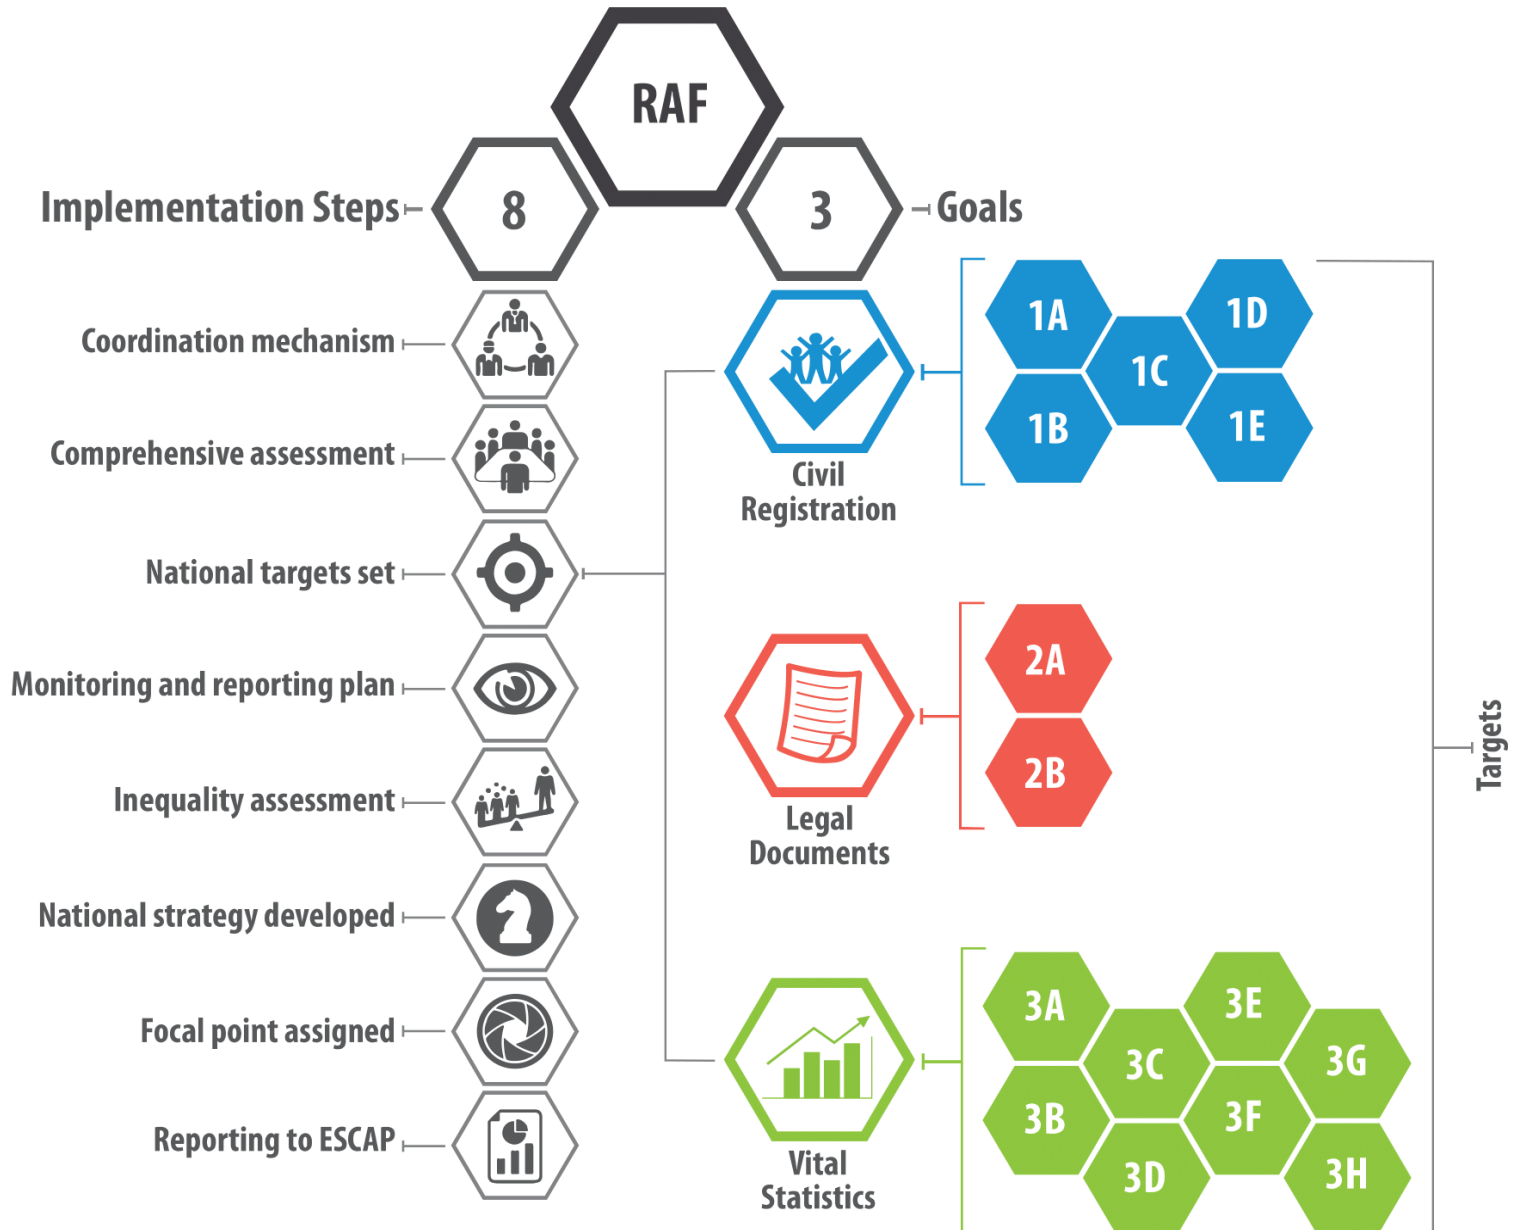 RAF
Implementation Steps
8
3
Goals
Coordination mechanism
Comprehensive assessment
National targets set
Monitoring and reporting plan
Inequality assessment
National strategy developed
Focal point assigned
Reporting to ESCAP
Civil
Registration
1A
1B
1C
1D
1E
Legal
Documents
2A
2B
Vital
Statistics
3A
3B
3C
3D
3E
3F
3G
3H
Targets